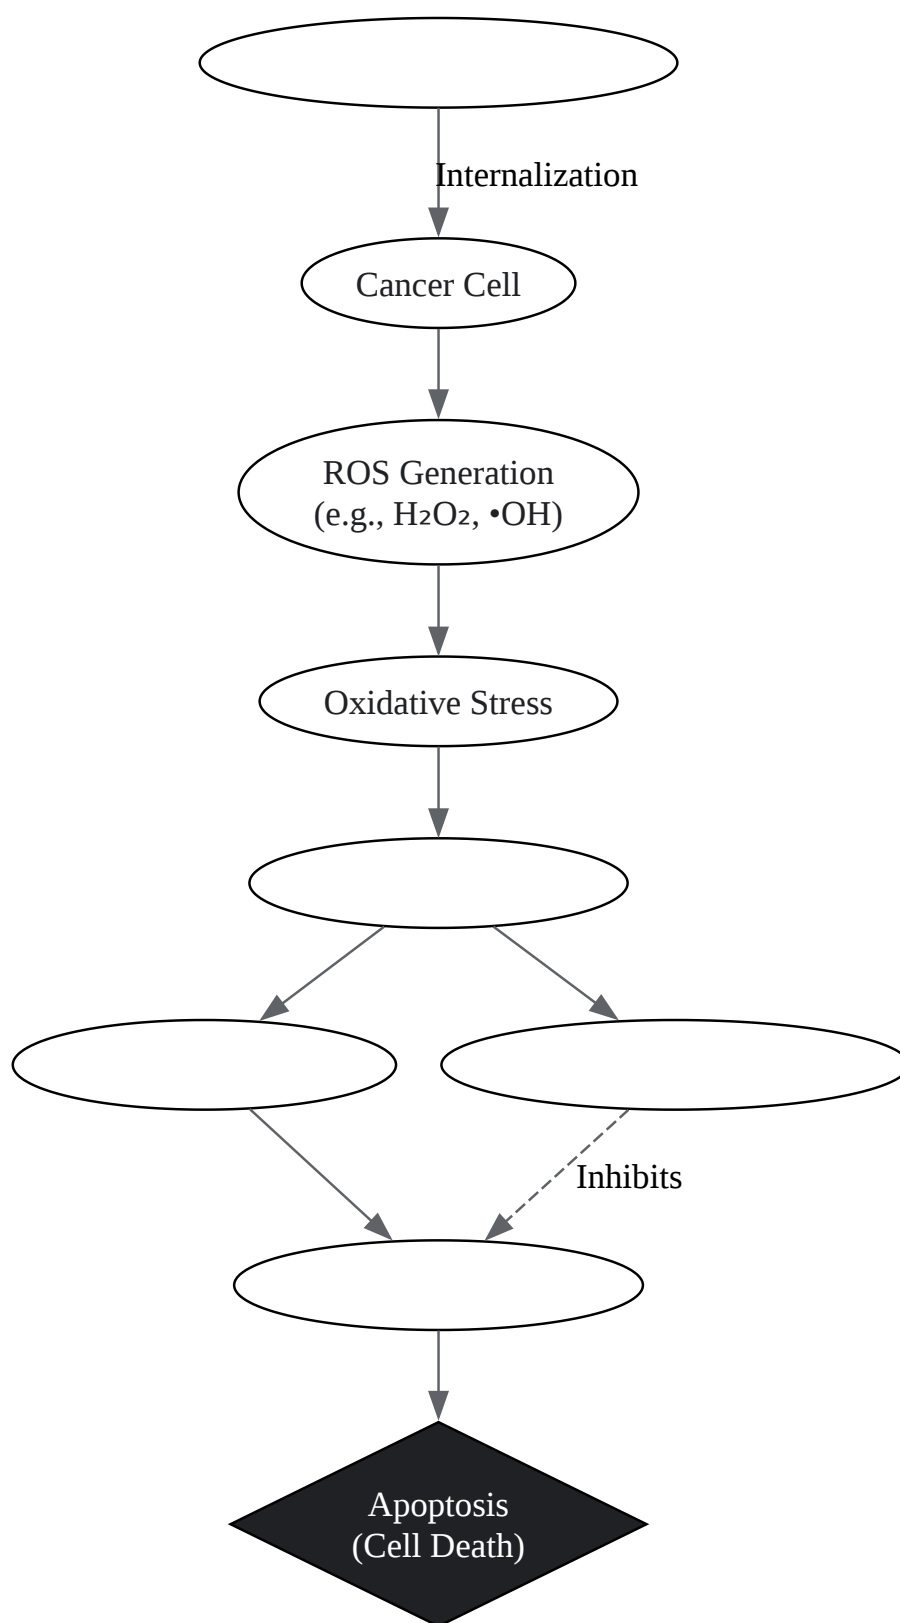 Internalization
Cancer Cell
ROS Generation
(e.g., H₂O₂, •OH)
Oxidative Stress
Inhibits
Apoptosis
(Cell Death)